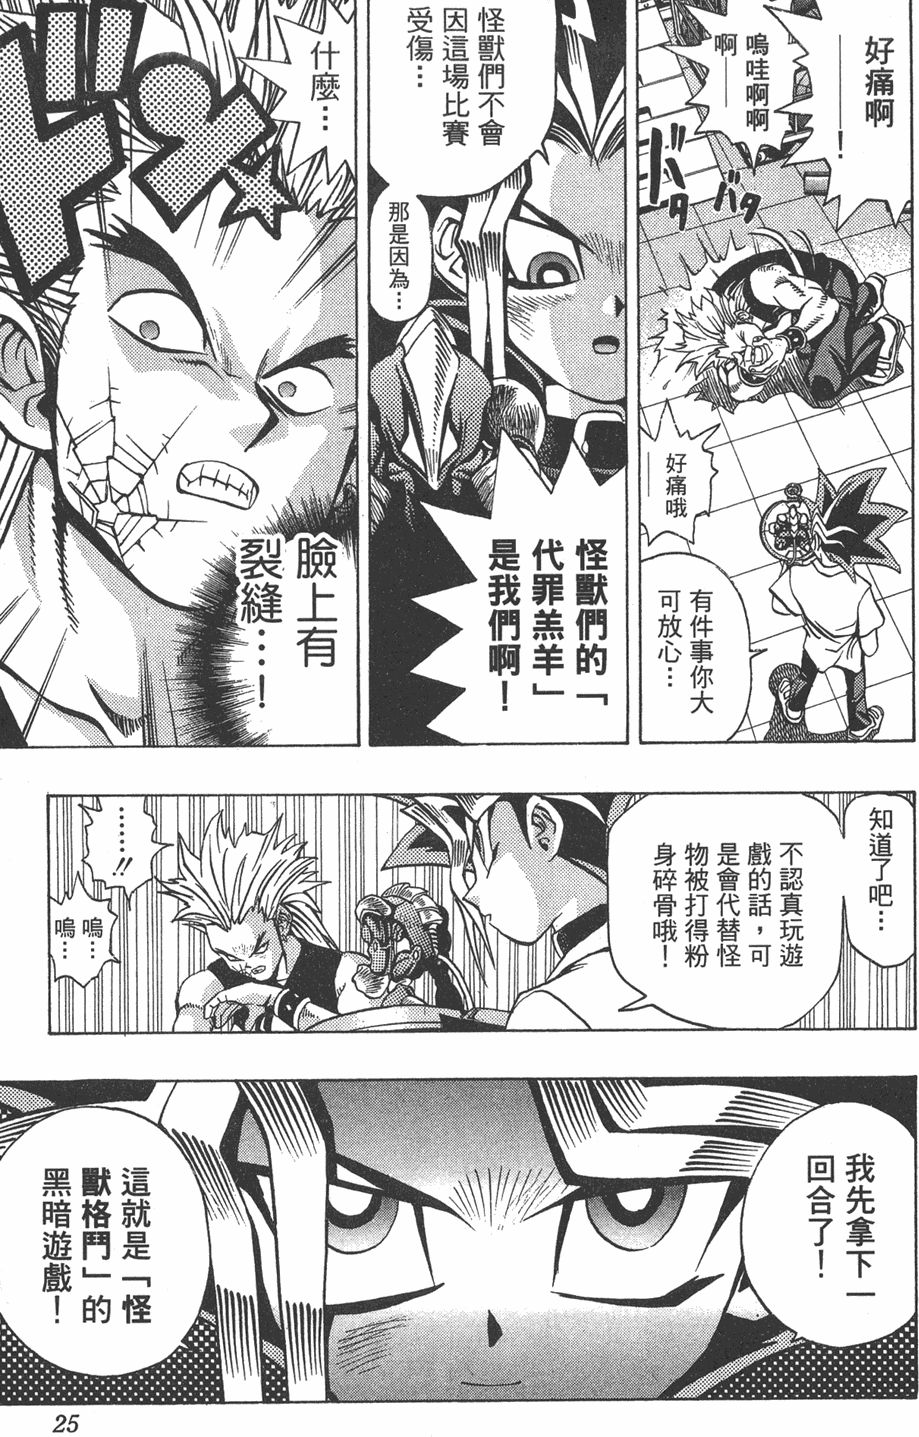 好痛啊
——！
嗚哇啊啊
啊——
ドタ
バタ
ドタ
好痛哦
——
有件事你大
可放心…
怪獸們不會
因這場比賽
受傷…
那是因為…
怪獸們的「
代罪羔羊」
是我們啊！
什麼…
ドキ
臉上有
裂縫……！
知道了吧…
不認真玩遊
戲的話，可
是會代替怪
物被打得粉
身碎骨哦！
……!!
嗚…
嗚…
我先拿下一
回合了！
這就是「怪
獸格鬥」的
黑暗遊戲！
25